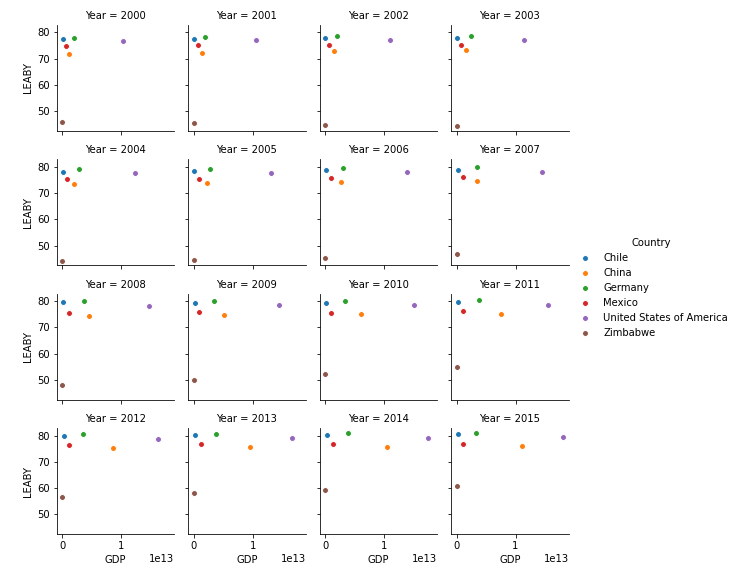 Year = 2000 Year = 2001 Year = 2002 Year = 2003
80
70
60
50
LEABY
Year = 2004 Year = 2005 Year = 2006 Year = 2007
80
70
60
50
LEABY
Year = 2008 Year = 2009 Year = 2010 Year = 2011
80
70
60
50
LEABY
Year = 2012 Year = 2013 Year = 2014 Year = 2015
80
70
60
50
LEABY
0 1 0 1 0 1 0 1
GDP 1e13 GDP 1e13 GDP 1e13 GDP 1e13
Country
Chile
China
Germany
Mexico
United States of America
Zimbabwe